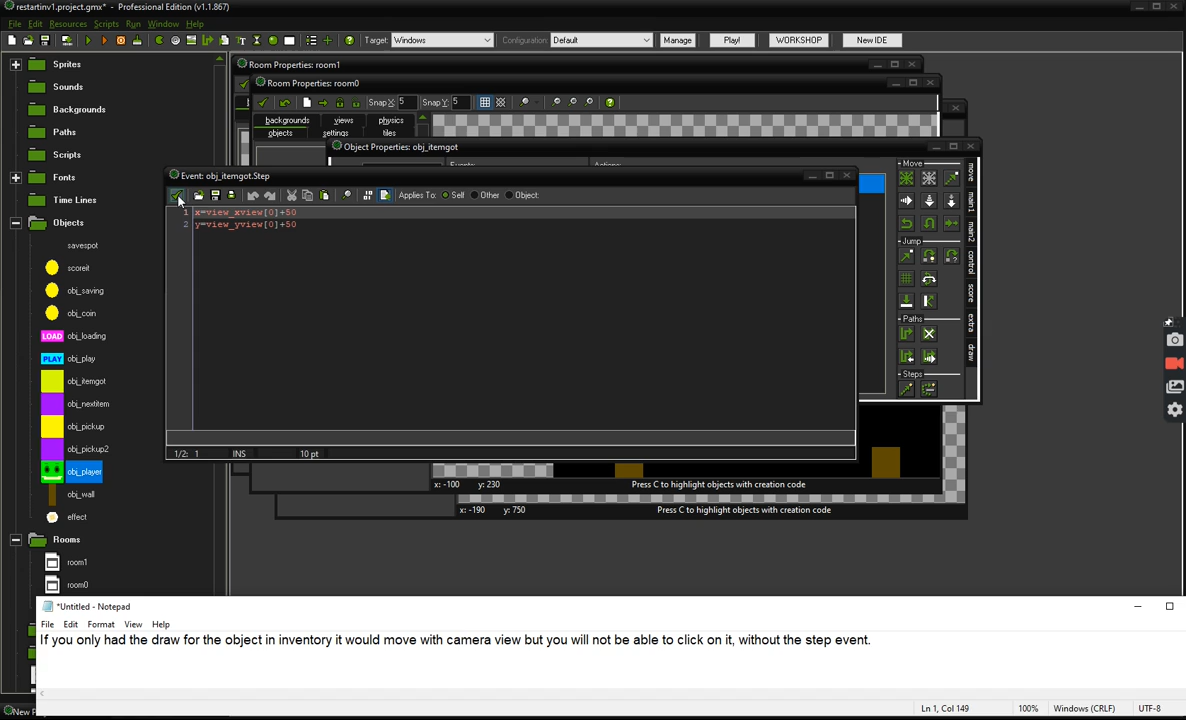 restartinv1.project.gmx* - Professional Edition (v1.1.867)
File Edit Resources Scripts Run Window Help
Target: Windows Configuration: Default Manage Play! WORKSHOP New IDE
Sprites
Sounds
Backgrounds
Paths
Scripts
Fonts
Time Lines
Objects
savespot
scoreit
obj_saving
obj_coin
LOAD obj_loading
PLAY obj_play
obj_itemgot
obj_nextitem
obj_pickup
obj_pickup2
obj_player
obj_wall
effect
Rooms
room1
room0
Room Properties: room1
Room Properties: room0
Snap X: 5 Snap Y: 5
backgrounds views physics
objects settings tiles
Object Properties: obj_itemgot
Events: Actions:
Event: obj_itemgot.Step
Applies To: Self Other Object:
1 x=view_xview[0]+50
2 y=view_yview[0]+50
1/2: 1 INS 10 pt
Move
Jump
Paths
Steps
move
main1
main2
control
score
extra
draw
x: -100 y: 230 Press C to highlight objects with creation code
x: -190 y: 750 Press C to highlight objects with creation code
*Untitled - Notepad
File Edit Format View Help
If you only had the draw for the object in inventory it would move with camera view but you will not be able to click on it, without the step event.
Ln 1, Col 149 100% Windows (CRLF) UTF-8